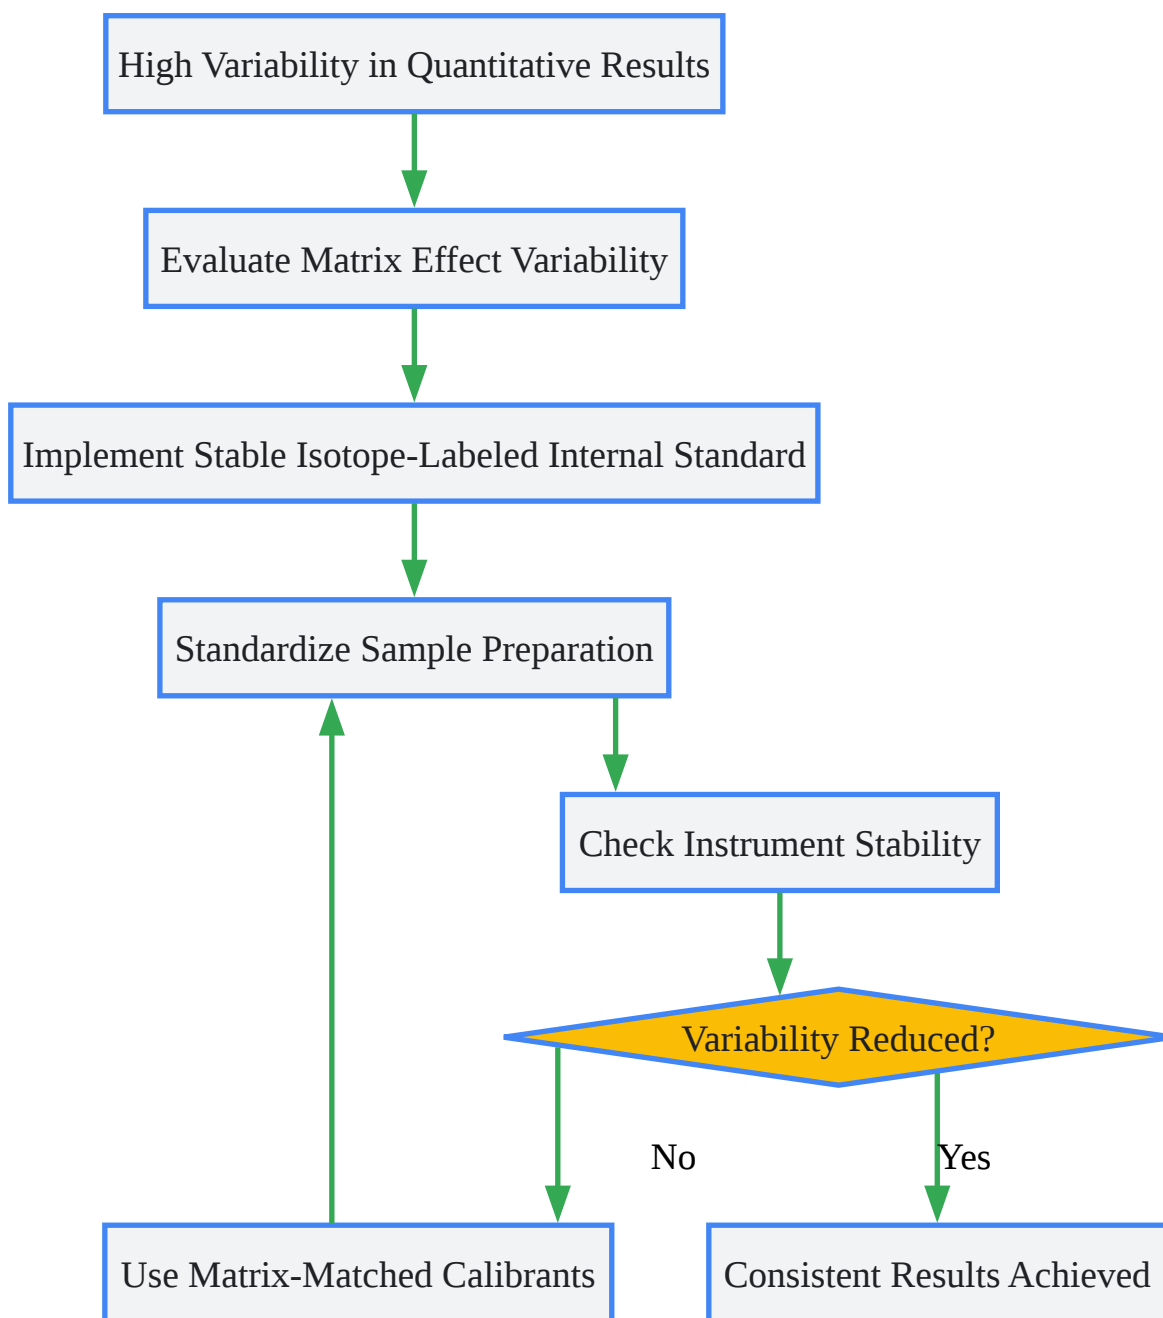 High Variability in Quantitative Results
Evaluate Matrix Effect Variability
Implement Stable Isotope-Labeled Internal Standard
Standardize Sample Preparation
Check Instrument Stability
Variability Reduced?
No
Yes
Use Matrix-Matched Calibrants
Consistent Results Achieved